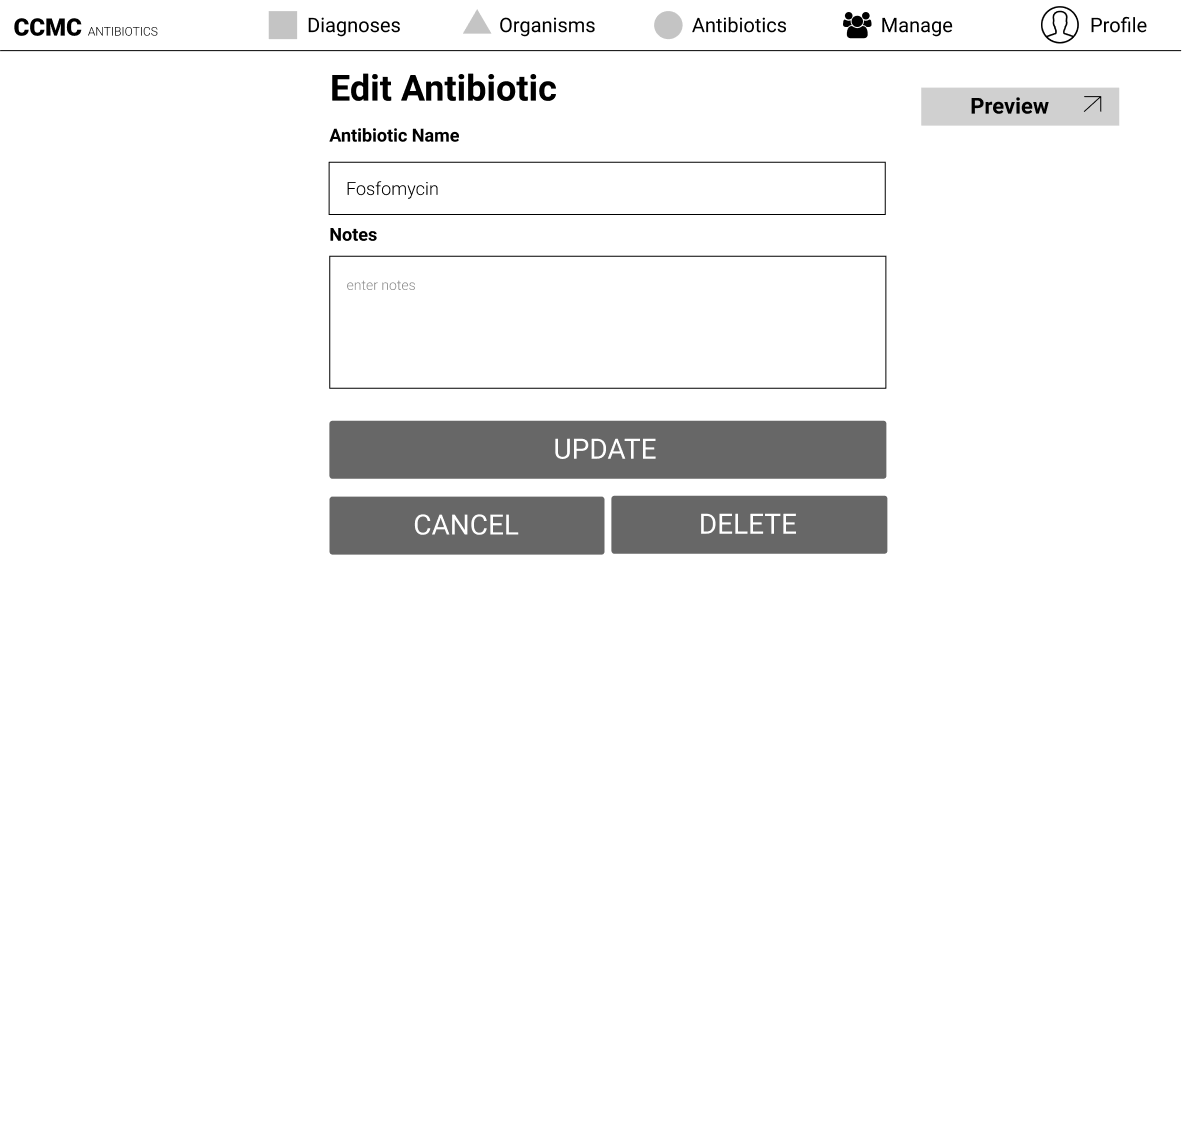 CCMC ANTIBIOTICS Diagnoses Organisms Antibiotics Manage Profile
Edit Antibiotic
Preview
Antibiotic Name
Fosfomycin
Notes
enter notes
UPDATE
CANCEL DELETE